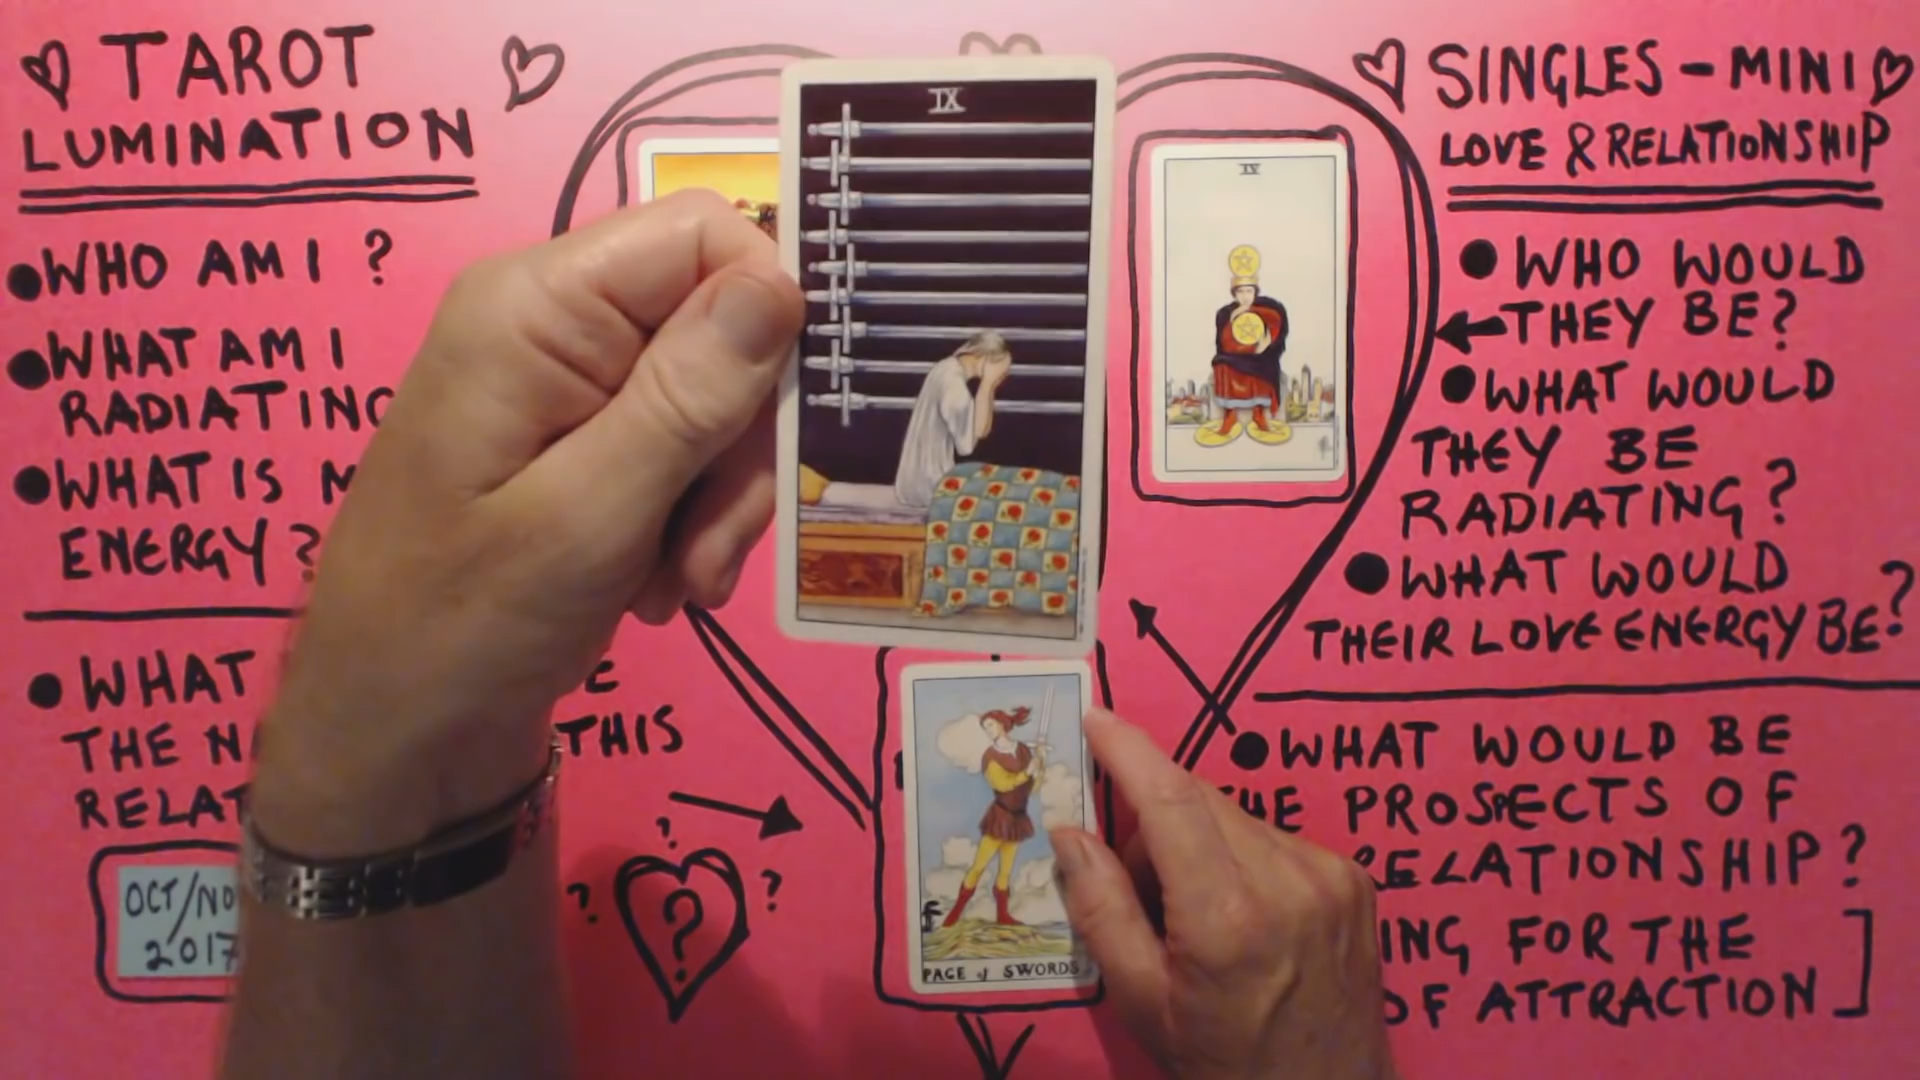 TAROT
LUMINATION
WHO AM I ?
WHAT AM I
RADIATING
WHAT IS
ENERGY ?
WHAT
THE
THIS
OCT/NO
2017
?
?
?
?
IX
IV
PAGE of SWORDS
SINGLES - MINI
LOVE & RELATIONSHIP
WHO WOULD
THEY BE?
WHAT WOULD
THEY BE
RADIATING?
WHAT WOULD
THEIR LOVE ENERGY BE?
WHAT WOULD BE
THE PROSPECTS OF
RELATIONSHIP?
FOR THE
OF ATTRACTION ]